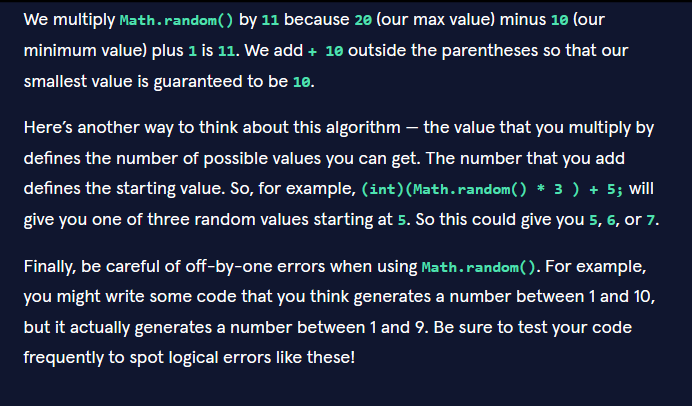 We multiply Math.random() by 11 because 20 (our max value) minus 10 (our
minimum value) plus 1 is 11. We add + 10 outside the parentheses so that our
smallest value is guaranteed to be 10.
Here’s another way to think about this algorithm — the value that you multiply by
defines the number of possible values you can get. The number that you add
defines the starting value. So, for example, (int)(Math.random() * 3 ) + 5; will
give you one of three random values starting at 5. So this could give you 5, 6, or 7.
Finally, be careful of off-by-one errors when using Math.random(). For example,
you might write some code that you think generates a number between 1 and 10,
but it actually generates a number between 1 and 9. Be sure to test your code
frequently to spot logical errors like these!